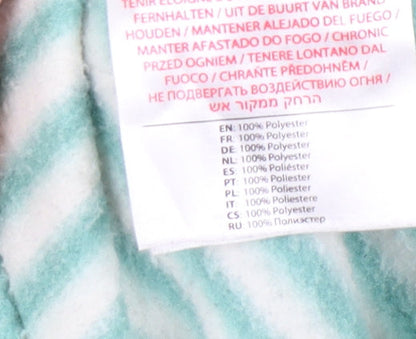 TENIR ÉLOIGNÉ
FERNHALTEN / UIT DE BUURT VAN BRAND
HOUDEN / MANTENER ALEJADO DEL FUEGO /
MANTER AFASTADO DO FOGO / CHRONIC
PRZED OGNIEM / TENERE LONTANO DAL
FUOCO / CHRAŇTE PŘEDOHNĚM /
НЕ ПОДВЕРГАТЬ ВОЗДЕЙСТВИЮ ОГНЯ /
הרחק ממקור אש
EN: 100% Polyester
FR: 100% Polyester
DE: 100% Polyester
NL: 100% Polyester
ES: 100% Poliéster
PT: 100% Poliester
PL: 100% Poliester
IT: 100% Poliestere
CS: 100% Polyester
RU: 100% Полиэстер